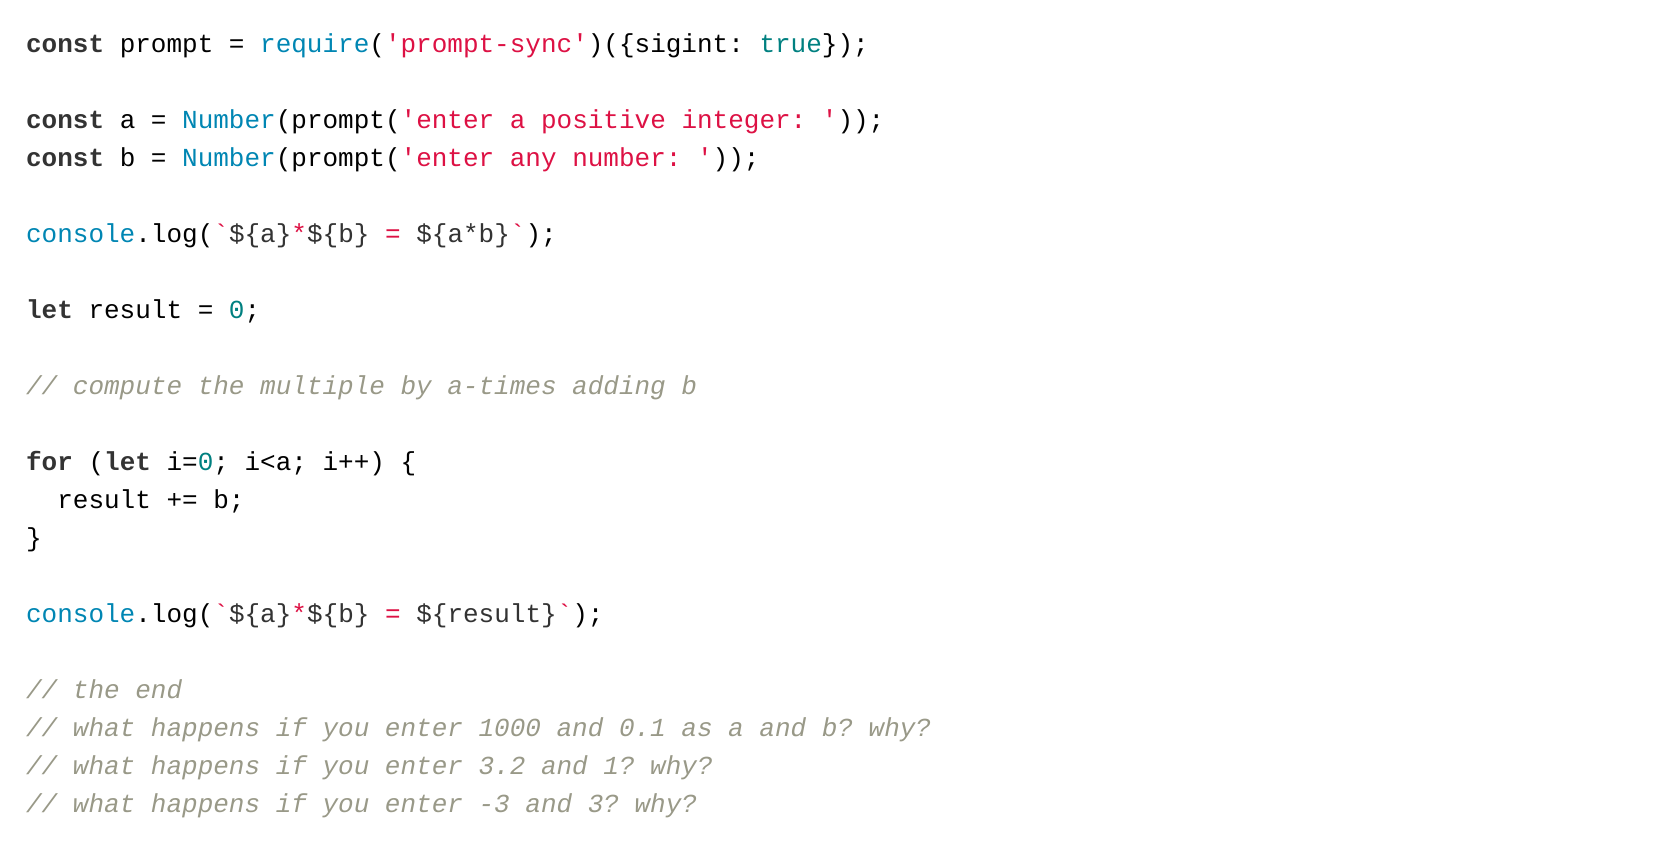 const prompt = require('prompt-sync')({sigint: true});
const a = Number(prompt('enter a positive integer: '));
const b = Number(prompt('enter any number: '));
console.log(`${a}*${b} = ${a*b}`);
let result = 0;
// compute the multiple by a-times adding b
for (let i=0; i<a; i++) {
  result += b;
}
console.log(`${a}*${b} = ${result}`);
// the end
// what happens if you enter 1000 and 0.1 as a and b? why?
// what happens if you enter 3.2 and 1? why?
// what happens if you enter -3 and 3? why?